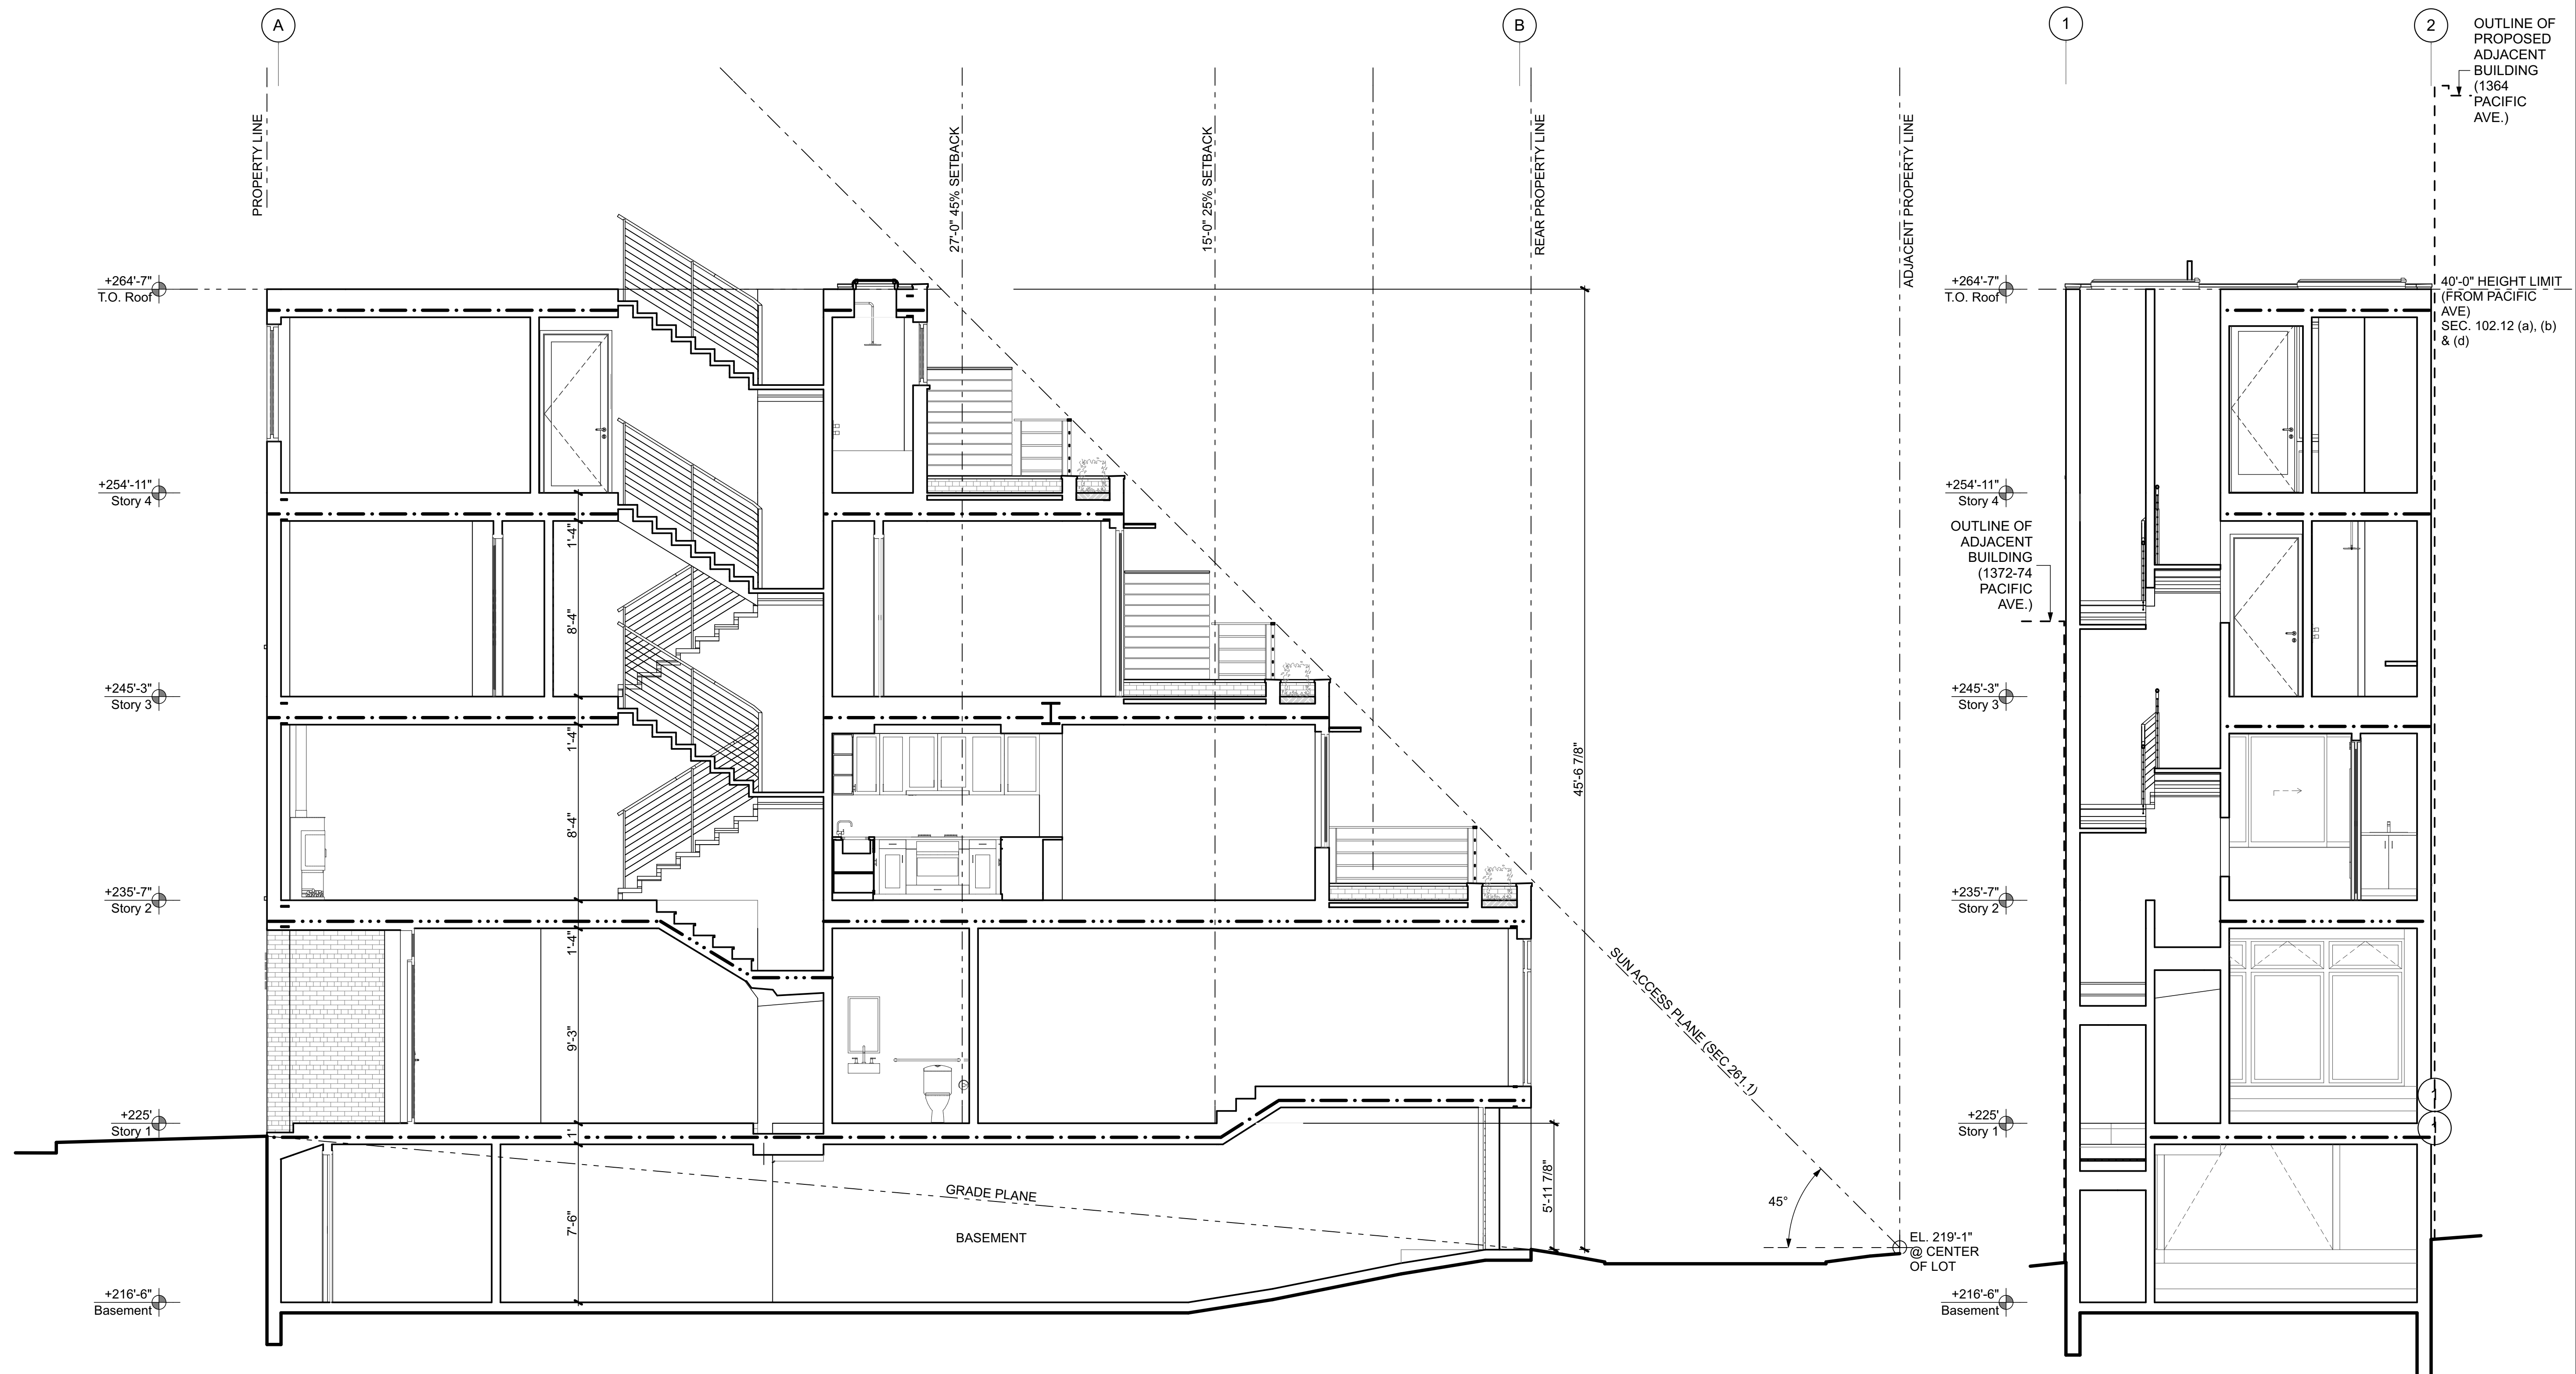 A
B
1
2
OUTLINE OF
PROPOSED
ADJACENT
BUILDING
(1364
PACIFIC
AVE.)
PROPERTY LINE
27'-0" 45% SETBACK
15'-0" 25% SETBACK
REAR PROPERTY LINE
ADJACENT PROPERTY LINE
+264'-7"
T.O. Roof
+254'-11"
Story 4
+245'-3"
Story 3
+235'-7"
Story 2
+225'
Story 1
+216'-6"
Basement
1'-4"
8'-4"
1'-4"
8'-4"
1'-4"
9'-3"
1'
7'-6"
45'-6 7/8"
5'-11 7/8"
SUN ACCESS PLANE (SEC 261.1)
GRADE PLANE
BASEMENT
45°
EL. 219'-1"
@ CENTER
OF LOT
+264'-7"
T.O. Roof
40'-0" HEIGHT LIMIT
(FROM PACIFIC
AVE)
SEC. 102.12 (a), (b)
& (d)
+254'-11"
Story 4
OUTLINE OF
ADJACENT
BUILDING
(1372-74
PACIFIC
AVE.)
+245'-3"
Story 3
+235'-7"
Story 2
+225'
Story 1
1
1
+216'-6"
Basement